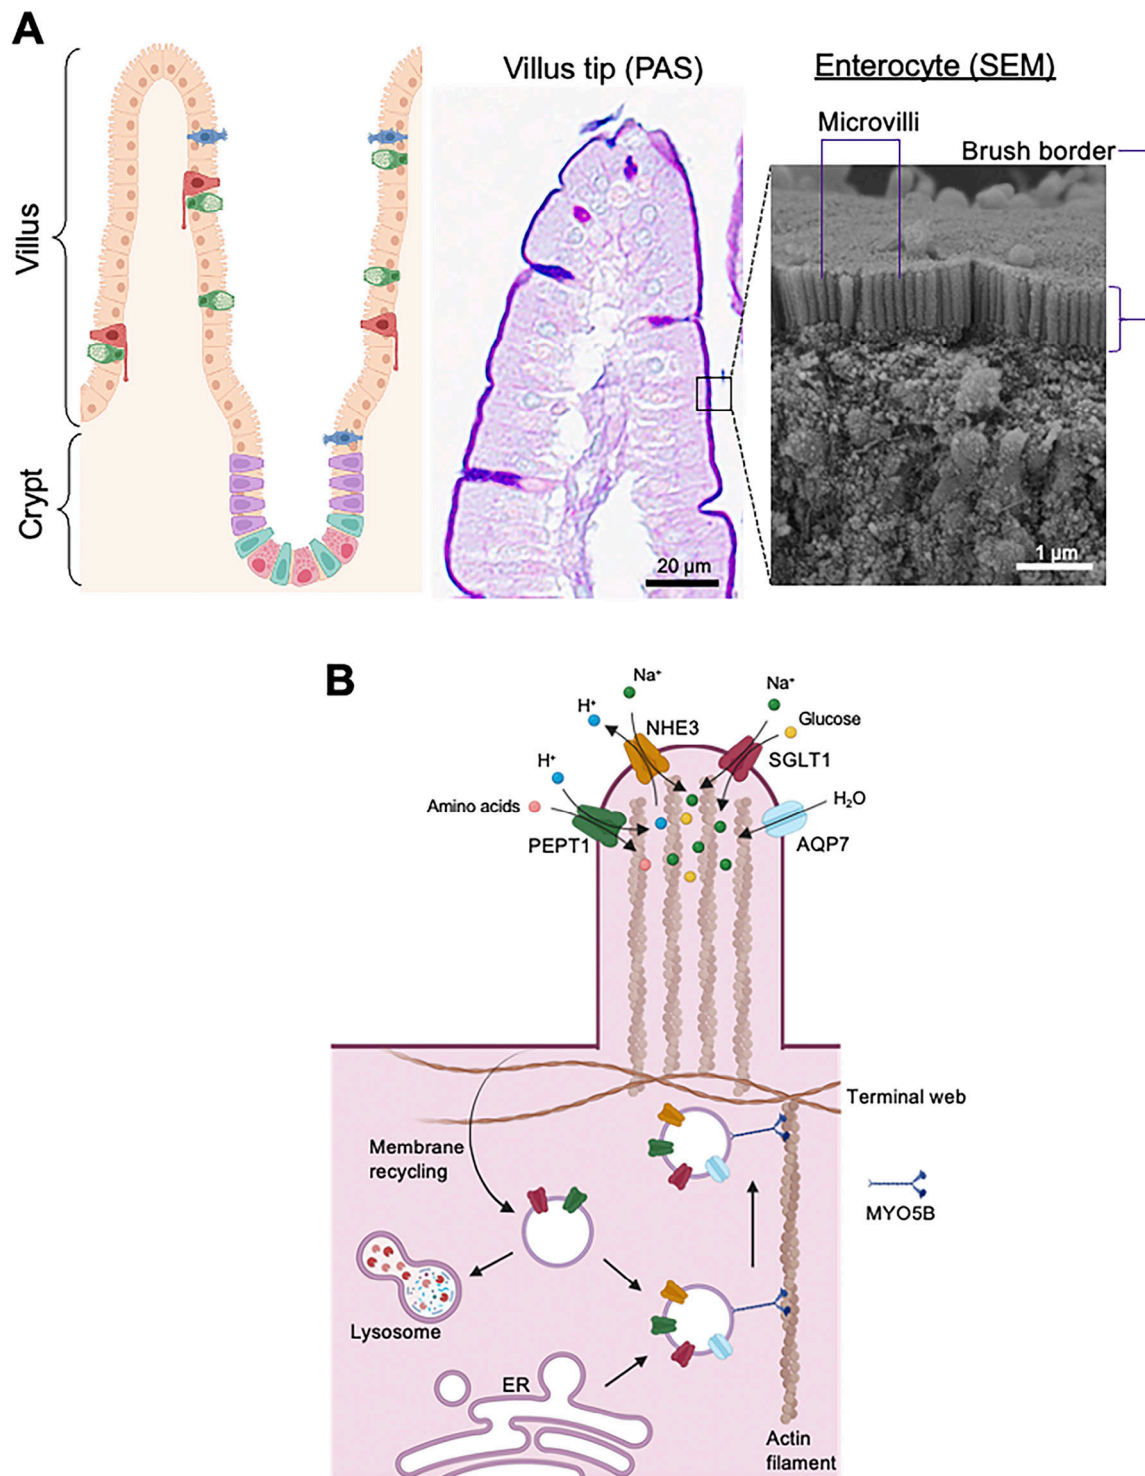 A
Villus tip (PAS)
Enterocyte (SEM)
Microvilli
Brush border
Villus
Crypt
20 µm
1 µm
B
Na⁺
H⁺
NHE3
Na⁺
Glucose
SGLT1
H⁺
Amino acids
PEPT1
H₂O
AQP7
Terminal web
Membrane
recycling
MYO5B
Lysosome
ER
Actin
filament